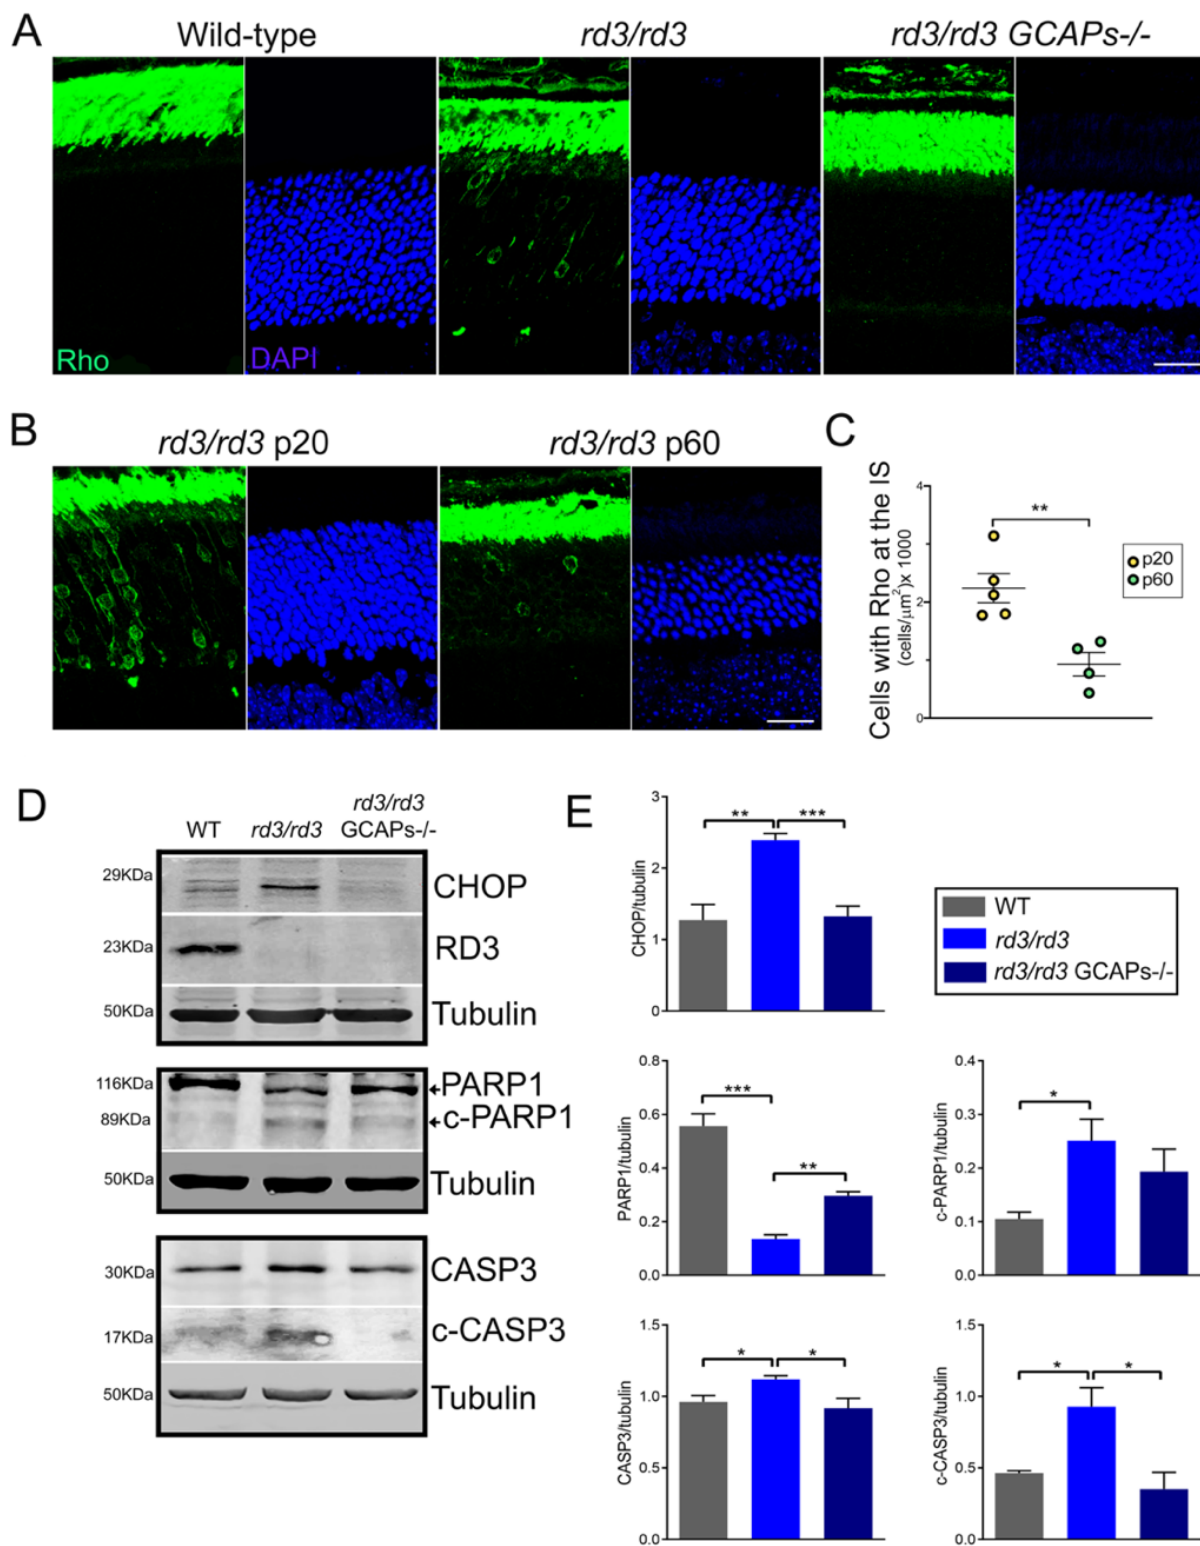 A
Wild-type
rd3/rd3
rd3/rd3 GCAPs-/-
Rho
DAPI
B
rd3/rd3 p20
rd3/rd3 p60
C
Cells with Rho at the IS
(cells/μm²)x 1000
4
2
0
**
p20
p60
D
WT
rd3/rd3
rd3/rd3
GCAPs-/-
29KDa
CHOP
23KDa
RD3
50KDa
Tubulin
116KDa
PARP1
89KDa
c-PARP1
50KDa
Tubulin
30KDa
CASP3
17KDa
c-CASP3
50KDa
Tubulin
E
CHOP/tubulin
3
2
1
0
**
***
WT
rd3/rd3
rd3/rd3 GCAPs-/-
PARP1/tubulin
0.8
0.6
0.4
0.2
0.0
***
**
c-PARP1/tubulin
0.4
0.3
0.2
0.1
0.0
*
CASP3/tubulin
1.5
1.0
0.5
0.0
*
*
c-CASP3/tubulin
1.5
1.0
0.5
0.0
*
*